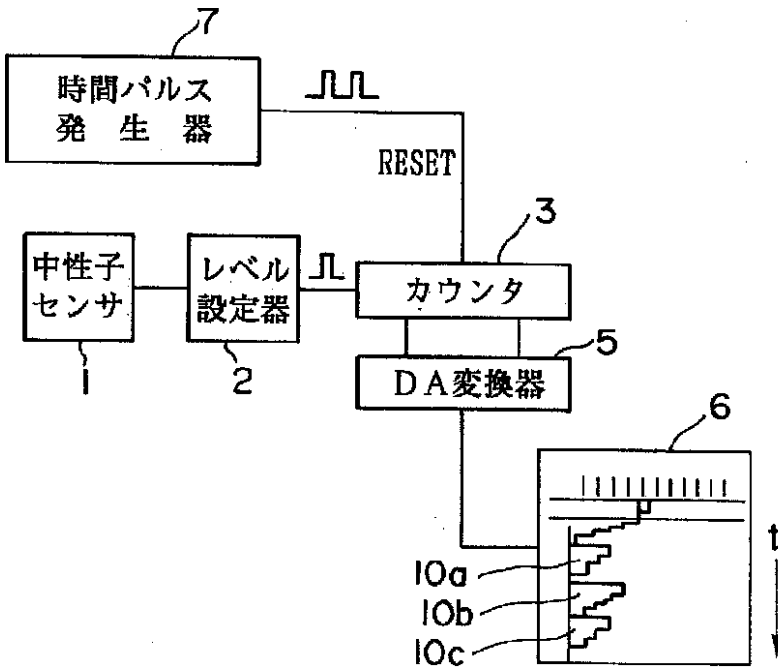 7
時間パルス
発生器
RESET
3
中性子
センサ
レベル
設定器
カウンタ
1
2
5
DA変換器
6
t
10a
10b
10c